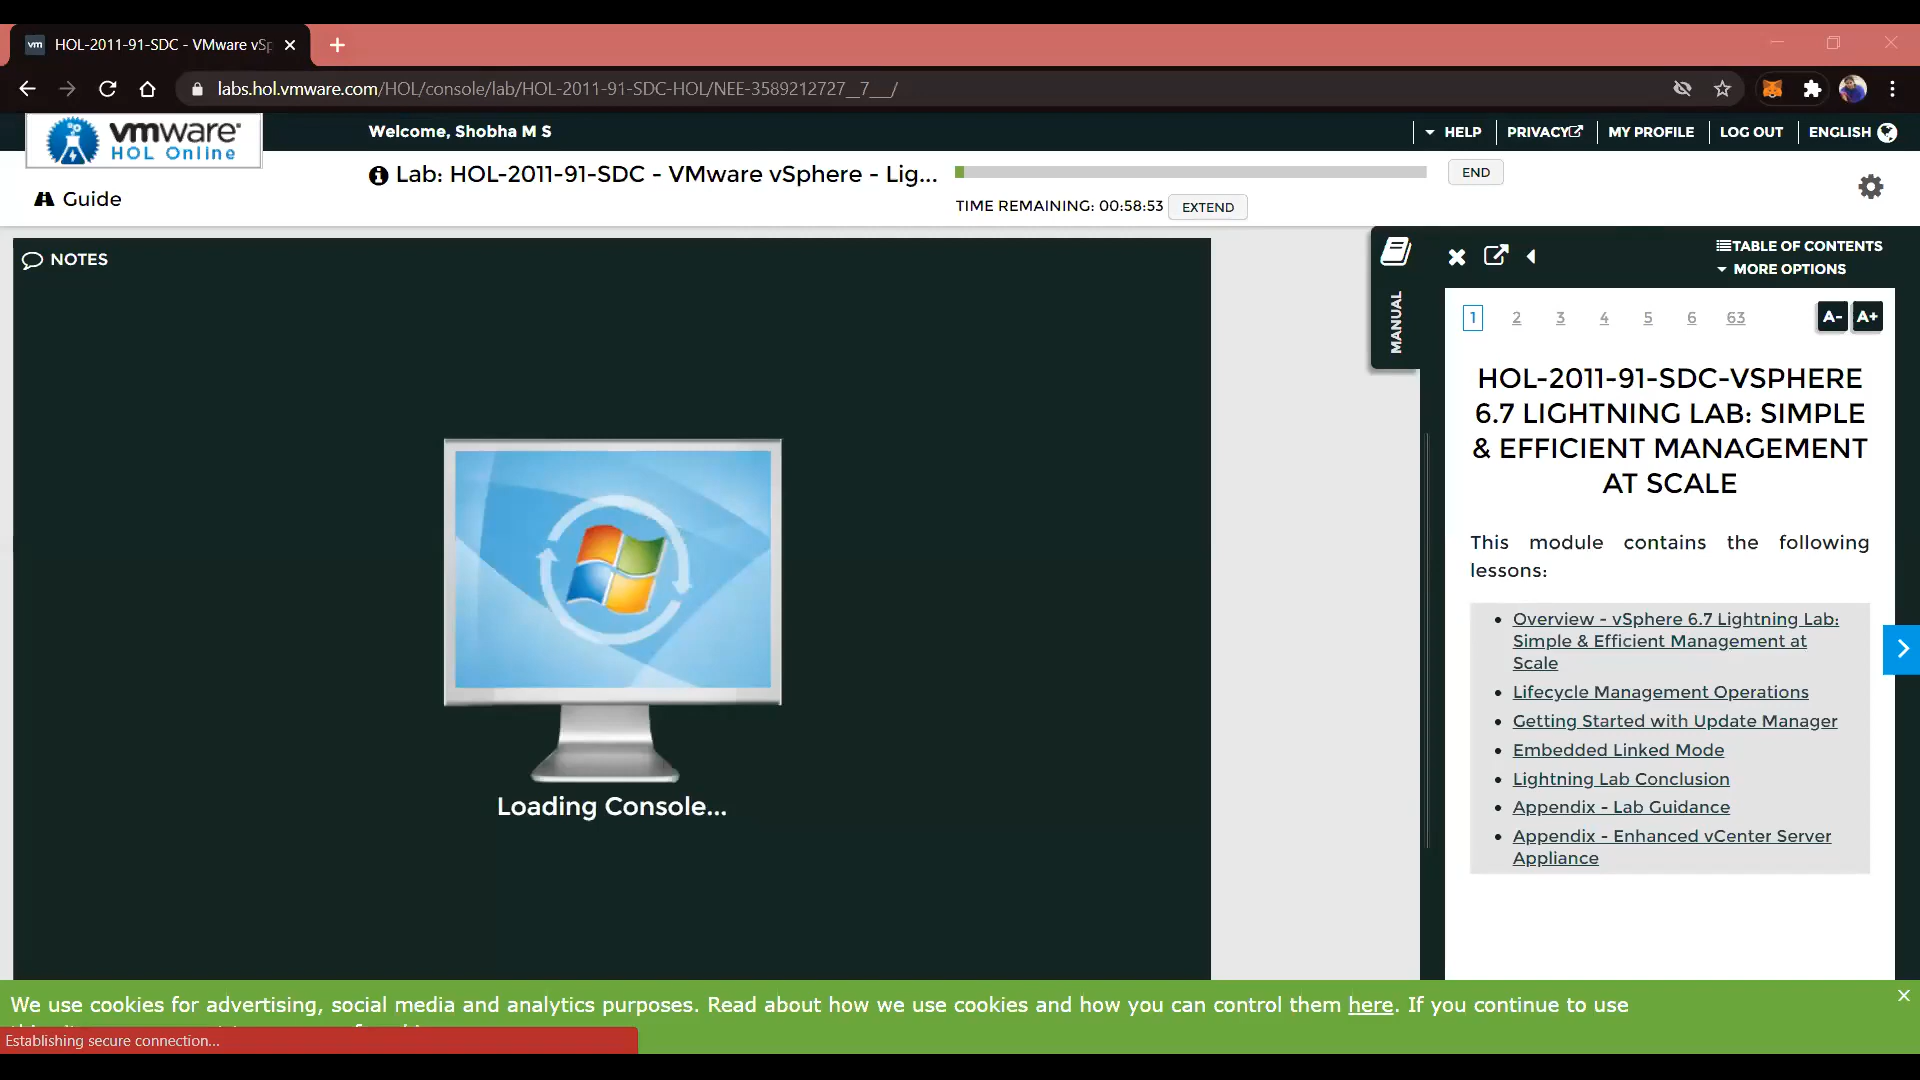 vm HOL-2011-91-SDC - VMware vSp
labs.hol.vmware.com/HOL/console/lab/HOL-2011-91-SDC-HOL/NEE-3589212727__7___/
vmware
HOL Online
Welcome, Shobha M S
HELP PRIVACY MY PROFILE LOG OUT ENGLISH
Lab: HOL-2011-91-SDC - VMware vSphere - Lig...
END
Guide
TIME REMAINING: 00:58:53 EXTEND
NOTES
Loading Console...
MANUAL
TABLE OF CONTENTS
MORE OPTIONS
1 2 3 4 5 6 63 A- A+
HOL-2011-91-SDC-VSPHERE
6.7 LIGHTNING LAB: SIMPLE
& EFFICIENT MANAGEMENT
AT SCALE
This module contains the following
lessons:
Overview - vSphere 6.7 Lightning Lab:
Simple & Efficient Management at
Scale
Lifecycle Management Operations
Getting Started with Update Manager
Embedded Linked Mode
Lightning Lab Conclusion
Appendix - Lab Guidance
Appendix - Enhanced vCenter Server
Appliance
We use cookies for advertising, social media and analytics purposes. Read about how we use cookies and how you can control them here. If you continue to use
Establishing secure connection...